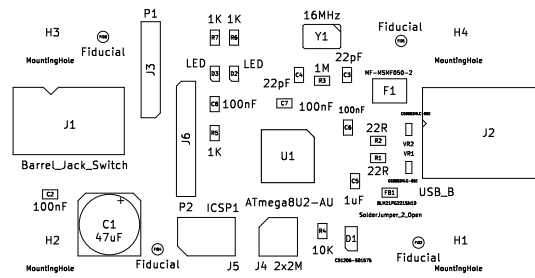 P1
H3
1K 1K
16MHz
H4
R7 R6
Y1
MountingHole
Fiducial
Fiducial
MountingHole
J3
LED LED
22pF
1M
MF-MSMF050-2
D3 D2
C4
R3
C3
22pF
F1
C8
100nF
C7
100nF
100nF
J1
J6
C6
22R
R2
VR2
J2
R5
1K
VR1
Barrel_Jack_Switch
U1
R1
22R
C2
100nF
C5
FB1
USB_B
BLM21PG221SN1D
P2
ICSP1
ATmega8U2-AU
1uF
SolderJumper_2_Open
C1
47uF
H2
R4
D1
H1
Fiducial
10K
Fiducial
MountingHole
J5
J4 2x2M
CD1206-S01575
MountingHole